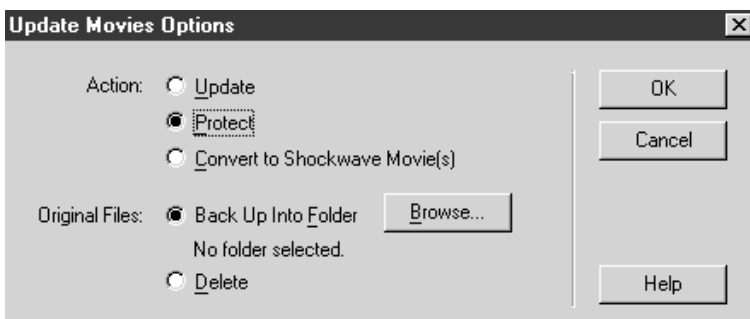 Update Movies Options
Action: Update OK
Protect
Cancel
Convert to Shockwave Movie(s)
Original Files: Back Up Into Folder Browse...
No folder selected.
Delete Help